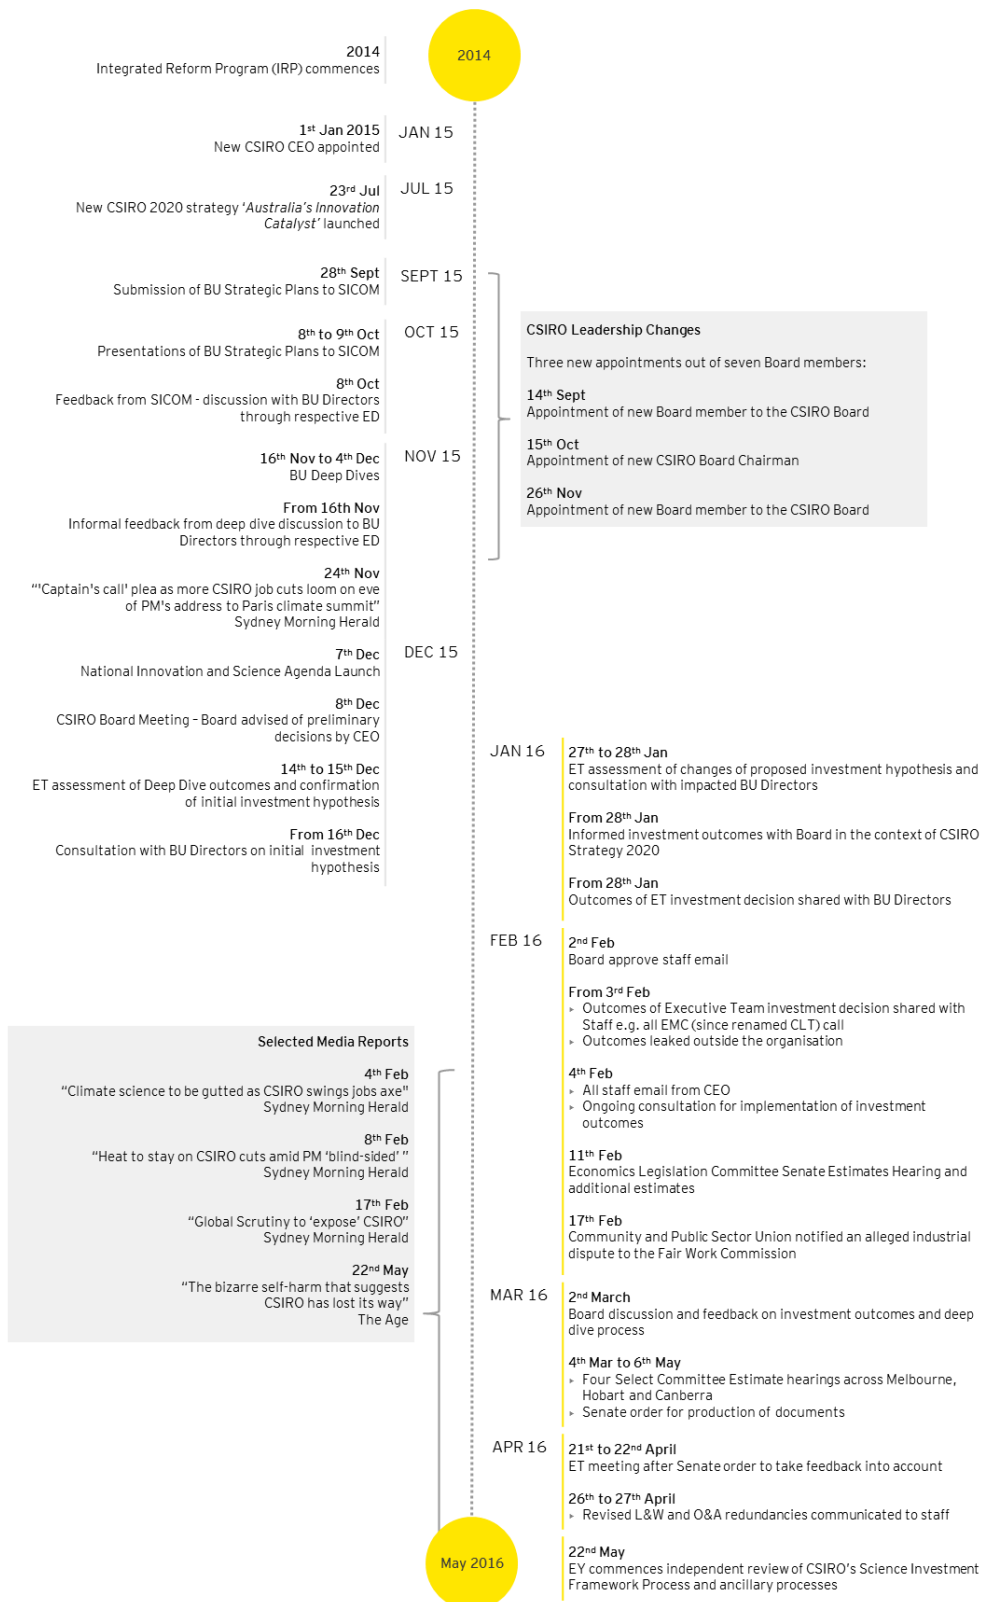 2014
2014
Integrated Reform Program (IRP) commences
1st Jan 2015
New CSIRO CEO appointed
JAN 15
23rd Jul
New CSIRO 2020 strategy ‘Australia’s Innovation
Catalyst’ launched
JUL 15
28th Sept
Submission of BU Strategic Plans to SICOM
SEPT 15
8th to 9th Oct
Presentations of BU Strategic Plans to SICOM
OCT 15
8th Oct
Feedback from SICOM - discussion with BU Directors
through respective ED
16th Nov to 4th Dec
BU Deep Dives
NOV 15
From 16th Nov
Informal feedback from deep dive discussion to BU
Directors through respective ED
24th Nov
“'Captain's call' plea as more CSIRO job cuts loom on eve
of PM's address to Paris climate summit”
Sydney Morning Herald
CSIRO Leadership Changes
Three new appointments out of seven Board members:
14th Sept
Appointment of new Board member to the CSIRO Board
15th Oct
Appointment of new CSIRO Board Chairman
26th Nov
Appointment of new Board member to the CSIRO Board
7th Dec
National Innovation and Science Agenda Launch
DEC 15
8th Dec
CSIRO Board Meeting – Board advised of preliminary
decisions by CEO
14th to 15th Dec
ET assessment of Deep Dive outcomes and confirmation
of initial investment hypothesis
From 16th Dec
Consultation with BU Directors on initial investment
hypothesis
JAN 16
27th to 28th Jan
ET assessment of changes of proposed investment hypothesis and
consultation with impacted BU Directors
From 28th Jan
Informed investment outcomes with Board in the context of CSIRO
Strategy 2020
From 28th Jan
Outcomes of ET investment decision shared with BU Directors
FEB 16
2nd Feb
Board approve staff email
From 3rd Feb
▸ Outcomes of Executive Team investment decision shared with
Staff e.g. all EMC (since renamed CLT) call
▸ Outcomes leaked outside the organisation
4th Feb
▸ All staff email from CEO
▸ Ongoing consultation for implementation of investment
outcomes
11th Feb
Economics Legislation Committee Senate Estimates Hearing and
additional estimates
17th Feb
Community and Public Sector Union notified an alleged industrial
dispute to the Fair Work Commission
Selected Media Reports
4th Feb
“Climate science to be gutted as CSIRO swings jobs axe"
Sydney Morning Herald
8th Feb
“Heat to stay on CSIRO cuts amid PM ‘blind-sided’ ”
Sydney Morning Herald
17th Feb
“Global Scrutiny to ‘expose’ CSIRO”
Sydney Morning Herald
22nd May
“The bizarre self-harm that suggests
CSIRO has lost its way”
The Age
MAR 16
2nd March
Board discussion and feedback on investment outcomes and deep
dive process
4th Mar to 6th May
▸ Four Select Committee Estimate hearings across Melbourne,
Hobart and Canberra
▸ Senate order for production of documents
APR 16
21st to 22nd April
ET meeting after Senate order to take feedback into account
26th to 27th April
▸ Revised L&W and O&A redundancies communicated to staff
May 2016
22nd May
EY commences independent review of CSIRO’s Science Investment
Framework Process and ancillary processes